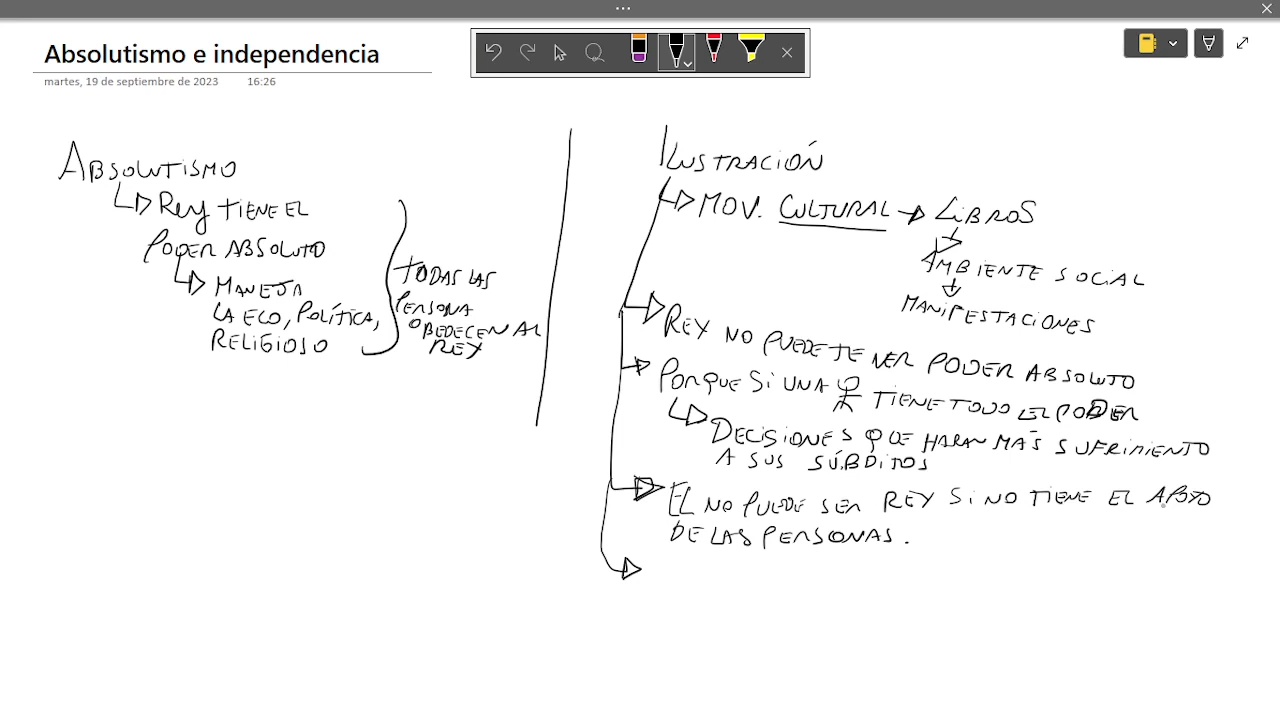 Absolutismo e independencia
martes, 19 de septiembre de 2023 16:26
ABSOLUTISMO
Rey TIENE EL
PODER ABSOLUTO
MANEJA
LA ECO, POLÍTICA,
RELIGIOSO
TODAS LAS
PERSONA
OBEDECEN AL
REY
ILUSTRACIÓN
MOV. CULTURAL LIBROS
AMBIENTE SOCIAL
MANIFESTACIONES
REY NO PUEDE TENER PODER ABSOLUTO
PORQUE SI UNA TIENE TODO EL PODER
DECISIONES QUE HARAN MÁS SUFRIMIENTO
A SUS SÚBDITOS
EL NO PUEDE SER REY SI NO TIENE EL APOYO
DE LAS PERSONAS.